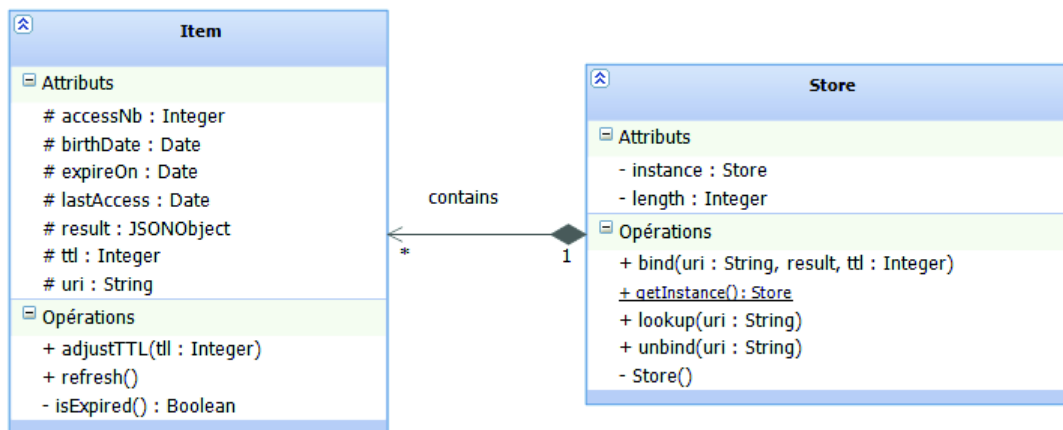 Item
Attributs
# accessNb : Integer
# birthDate : Date
# expireOn : Date
# lastAccess : Date
# result : JSONObject
# ttl : Integer
# uri : String
Opérations
+ adjustTTL(tll : Integer)
+ refresh()
- isExpired() : Boolean
contains
*
1
Store
Attributs
- instance : Store
- length : Integer
Opérations
+ bind(uri : String, result, ttl : Integer)
+ getInstance() : Store
+ lookup(uri : String)
+ unbind(uri : String)
- Store()